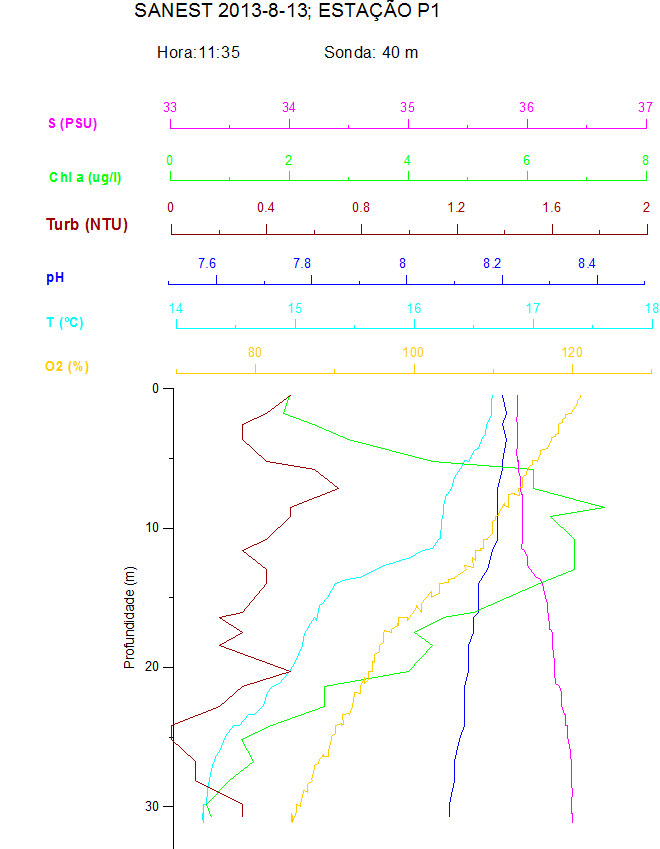 SANEST 2013-8-13; ESTAÇÃO P1
Hora:11:35 Sonda: 40 m
33 34 35 36 37
S (PSU)
0 2 4 6 8
Chl a (ug/l)
0 0.4 0.8 1.2 1.6 2
Turb (NTU)
7.6 7.8 8 8.2 8.4
pH
14 15 16 17 18
T (ºC)
80 100 120
O2 (%)
0
10
20
30
Profundidade (m)